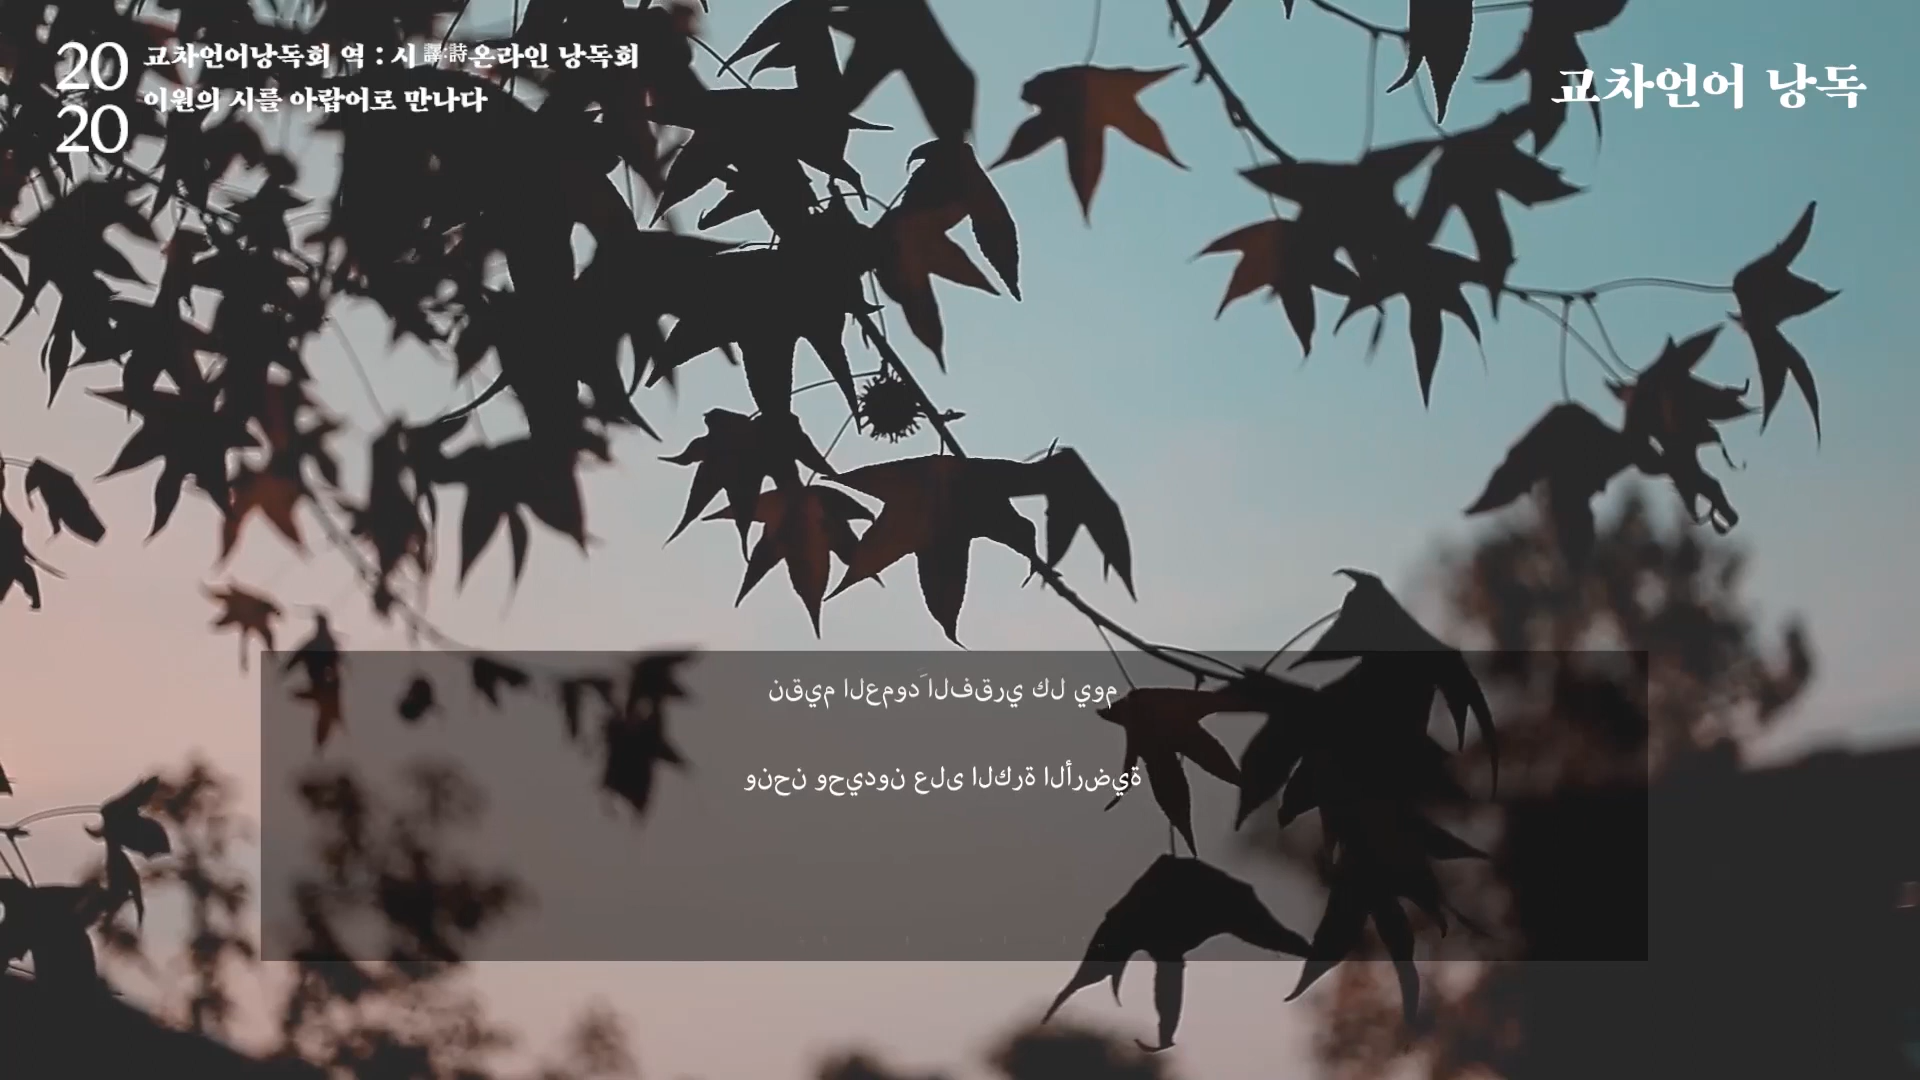 2020
교차언어낭독회 역 : 시 譯·詩 온라인 낭독회
이원의 시를 아랍어로 만나다
교차언어 낭독
نقيم العمودَ الفقري كل يوم
ونحن وحيدون على الكرة الأرضية